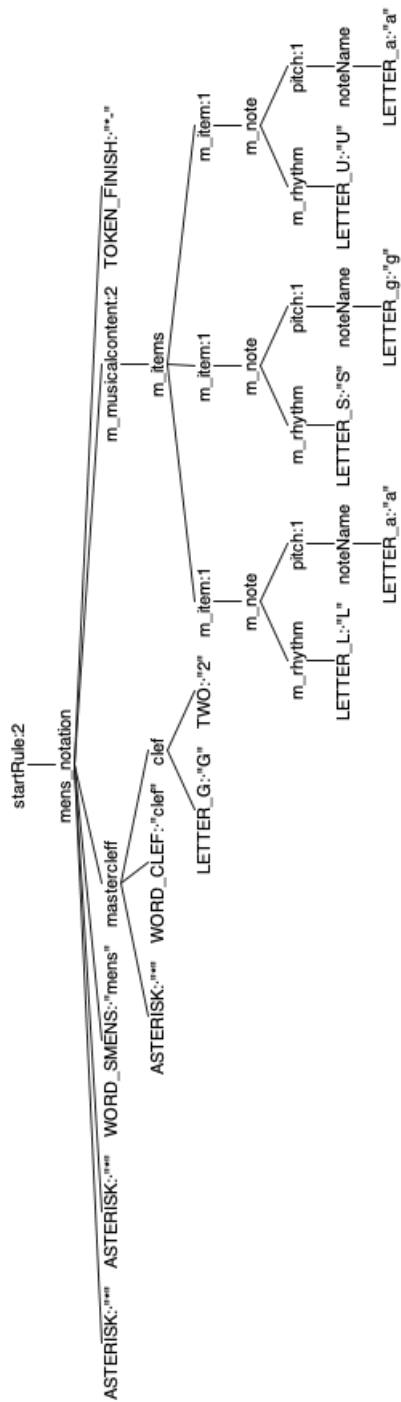 startRule:2
mens_notation
ASTERISK:·"*" ASTERISK:·"*" WORD_SMENS:·"mens" mastercleff m_musicalcontent:2 TOKEN_FINISH:·"*-"
ASTERISK:·"*" WORD_CLEF:·"clef" clef m_items
LETTER_G:·"G" TWO:·"2" m_item:1 m_item:1 m_item:1
m_note m_note m_note
m_rhythm pitch:1 m_rhythm pitch:1 m_rhythm pitch:1
LETTER_L:·"L" noteName LETTER_S:·"S" noteName LETTER_U:·"U" noteName
LETTER_a:·"a" LETTER_g:·"g" LETTER_a:·"a"